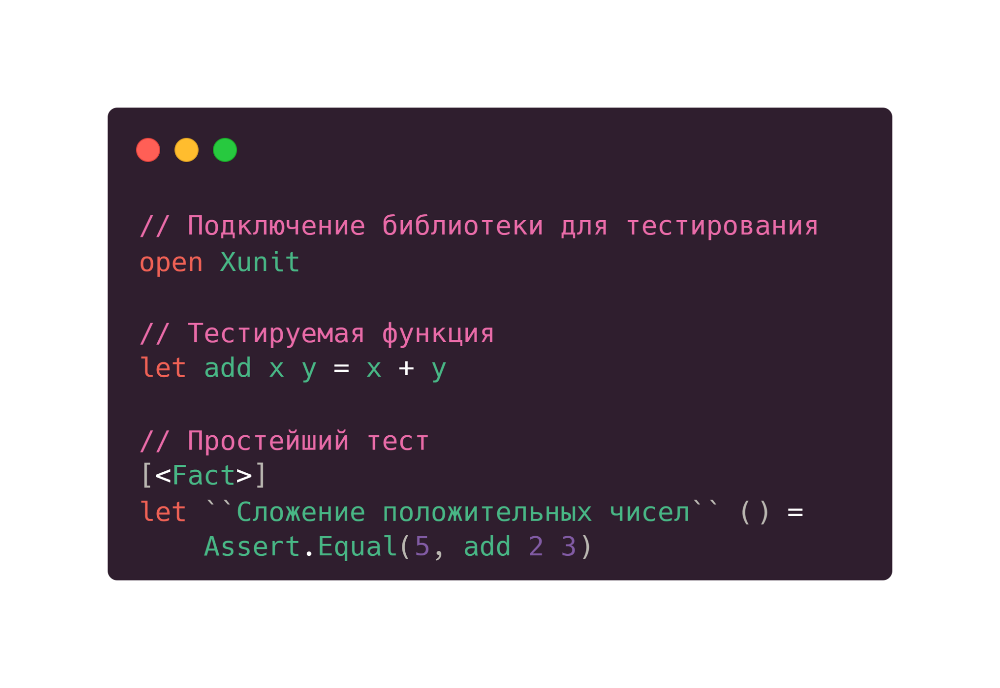 // Подключение библиотеки для тестирования
open Xunit
// Тестируемая функция
let add x y = x + y
// Простейший тест
[<Fact>]
let ``Сложение положительных чисел`` () =
    Assert.Equal(5, add 2 3)